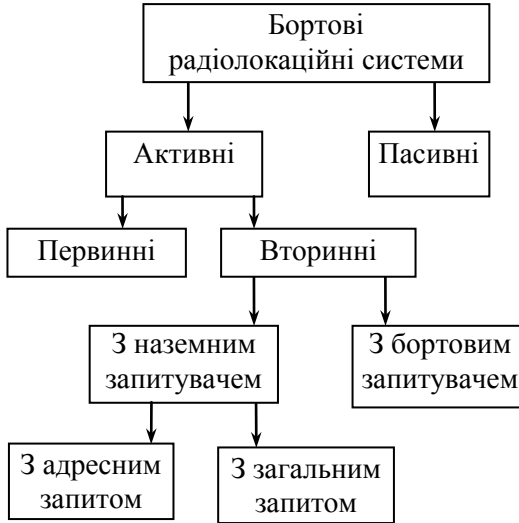 Бортові
радіолокаційні системи
Активні
Пасивні
Первинні
Вторинні
З наземним
запитувачем
З бортовим
запитувачем
З адресним
запитом
З загальним
запитом